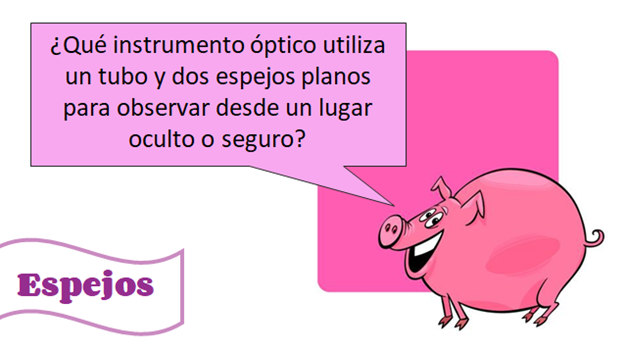 ¿Qué instrumento óptico utiliza
un tubo y dos espejos planos
para observar desde un lugar
oculto o seguro?
Espejos